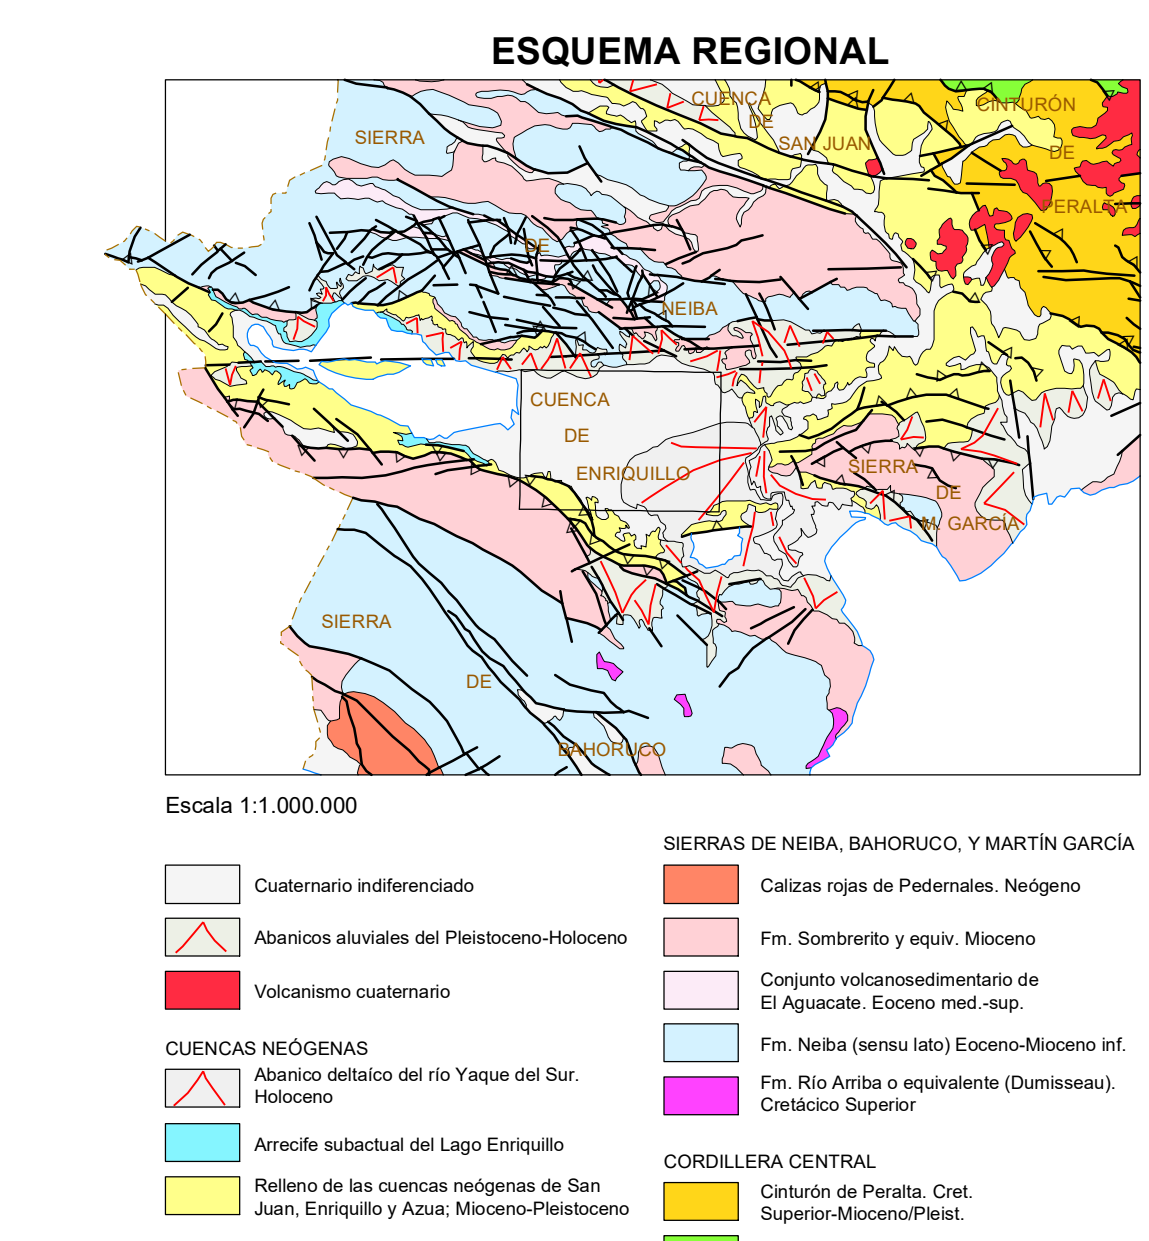 ESQUEMA REGIONAL
CUENCA
DE
SAN JUAN
CINTURÓN
DE
PERALTA
SIERRA
DE
NEIBA
CUENCA
DE
ENRIQUILLO
SIERRA
DE
M. GARCÍA
SIERRA
DE
BAHORUCO
Escala 1:1.000.000
Cuaternario indiferenciado
Abanicos aluviales del Pleistoceno-Holoceno
Volcanismo cuaternario
CUENCAS NEÓGENAS
Abanico deltaíco del río Yaque del Sur.
Holoceno
Arrecife subactual del Lago Enriquillo
Relleno de las cuencas neógenas de San
Juan, Enriquillo y Azua; Mioceno-Pleistoceno
SIERRAS DE NEIBA, BAHORUCO, Y MARTÍN GARCÍA
Calizas rojas de Pedernales. Neógeno
Fm. Sombrerito y equiv. Mioceno
Conjunto volcanosedimentario de
El Aguacate. Eoceno med.-sup.
Fm. Neiba (sensu lato) Eoceno-Mioceno inf.
Fm. Río Arriba o equivalente (Dumisseau).
Cretácico Superior
CORDILLERA CENTRAL
Cinturón de Peralta. Cret.
Superior-Mioceno/Pleist.